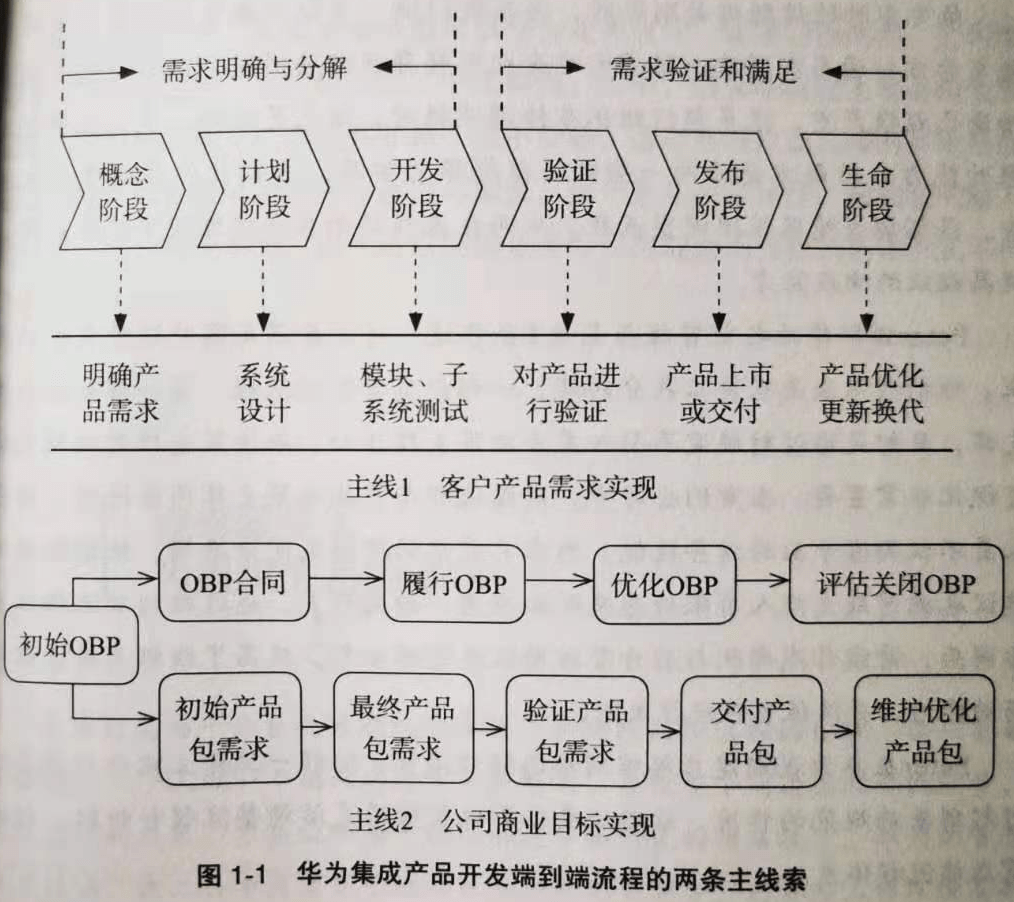 需求明确与分解 需求验证和满足
概念 计划 开发 验证 发布 生命
阶段 阶段 阶段 阶段 阶段 阶段
明确产 系统 模块、子 对产品进 产品上市 产品优化
品需求 设计 系统测试 行验证 或交付 更新换代
主线1 客户产品需求实现
OBP合同 履行OBP 优化OBP 评估关闭OBP
初始OBP
初始产品 最终产品 验证产品 交付产 维护优化
包需求 包需求 包需求 品包 产品包
主线2 公司商业目标实现
图 1-1 华为集成产品开发端到端流程的两条主线索